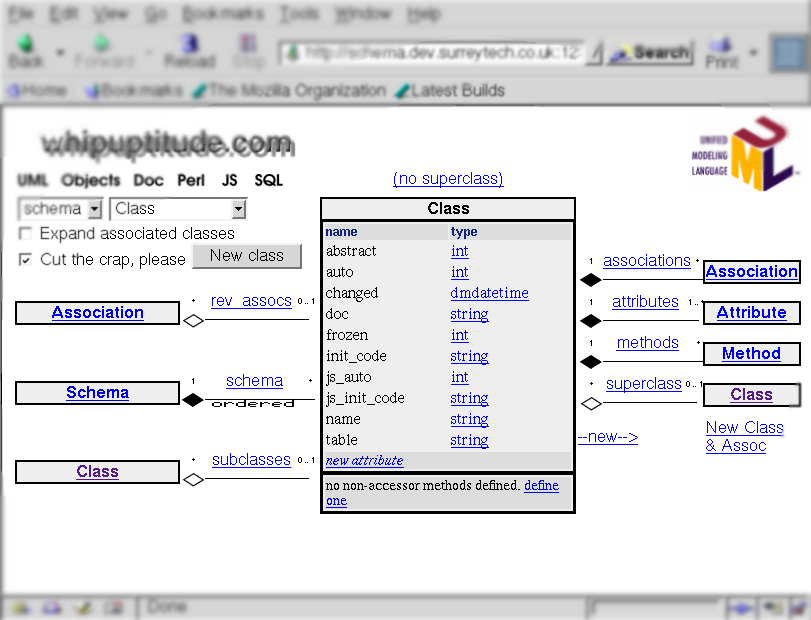 File Edit View Go Bookmarks Tools Window Help
Back Forward Reload Stop http://schema.dev.surreytech.co.uk:12 Search Print
Home Bookmarks The Mozilla Organization Latest Builds
whipuptitude.com
UNIFIED
MODELING
LANGUAGE
UML
UML Objects Doc Perl JS SQL
(no superclass)
schema Class
Expand associated classes
Cut the crap, please New class
Association
* rev_assocs 0..1
Schema
1 schema *
ordered
Class
* subclasses 0..1
Class
name type
abstract int
auto int
changed dmdatetime
doc string
frozen int
init_code string
js_auto int
js_init_code string
name string
table string
new attribute
no non-accessor methods defined. define
one
1 associations *
Association
1 attributes 1..*
Attribute
1 methods *
Method
* superclass 0..1
Class
--new-->
New Class
& Assoc
Done